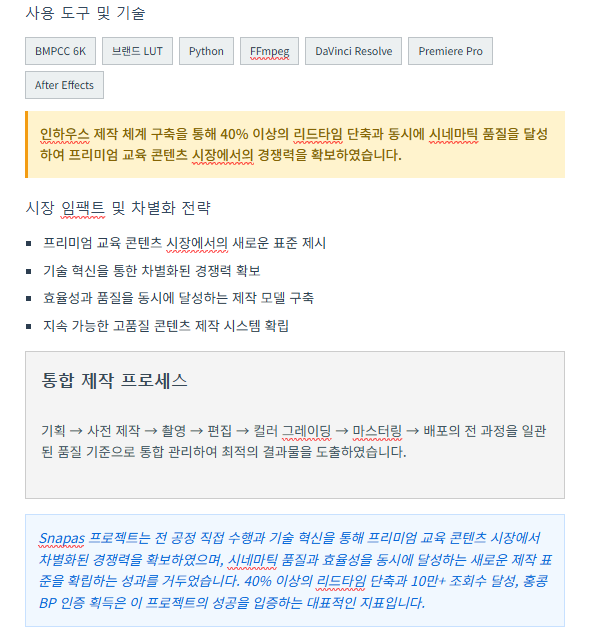 사용 도구 및 기술
BMPCC 6K 브랜드 LUT Python FFmpeg DaVinci Resolve Premiere Pro
After Effects
인하우스 제작 체계 구축을 통해 40% 이상의 리드타임 단축과 동시에 시네마틱 품질을 달성
하여 프리미엄 교육 콘텐츠 시장에서의 경쟁력을 확보하였습니다.
시장 임팩트 및 차별화 전략
▪ 프리미엄 교육 콘텐츠 시장에서의 새로운 표준 제시
▪ 기술 혁신을 통한 차별화된 경쟁력 확보
▪ 효율성과 품질을 동시에 달성하는 제작 모델 구축
▪ 지속 가능한 고품질 콘텐츠 제작 시스템 확립
통합 제작 프로세스
기획 → 사전 제작 → 촬영 → 편집 → 컬러 그레이딩 → 마스터링 → 배포의 전 과정을 일관
된 품질 기준으로 통합 관리하여 최적의 결과물을 도출하였습니다.
Snapas 프로젝트는 전 공정 직접 수행과 기술 혁신을 통해 프리미엄 교육 콘텐츠 시장에서
차별화된 경쟁력을 확보하였으며, 시네마틱 품질과 효율성을 동시에 달성하는 새로운 제작 표
준을 확립하는 성과를 거두었습니다. 40% 이상의 리드타임 단축과 10만+ 조회수 달성, 홍콩
BP 인증 획득은 이 프로젝트의 성공을 입증하는 대표적인 지표입니다.